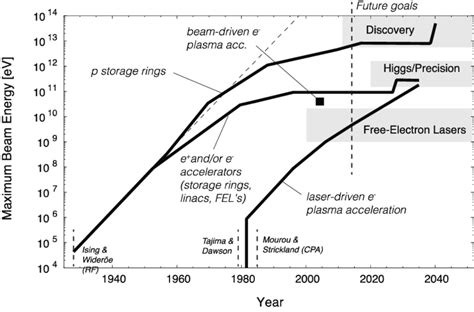 Future goals
Discovery
Higgs/Precision
Free-Electron Lasers
beam-driven e-
plasma acc.
p storage rings
e+ and/or e-
accelerators
(storage rings,
linacs, FEL's)
laser-driven e-
plasma acceleration
Ising &
Widerōe
(RF)
Tajima &
Dawson
Mourou &
Strickland (CPA)
Maximum Beam Energy [eV]
10^14
10^13
10^12
10^11
10^10
10^9
10^8
10^7
10^6
10^5
10^4
1940
1960
1980
2000
2020
2040
Year